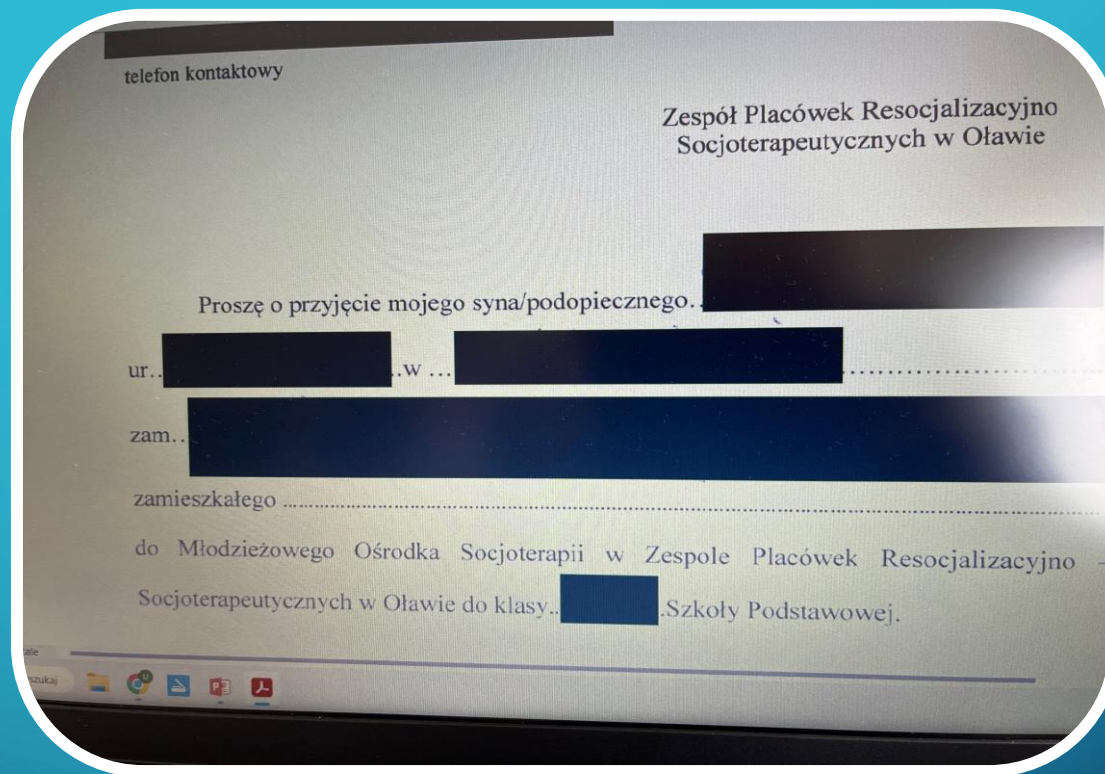 telefon kontaktowy
Zespół Placówek Resocjalizacyjno
Socjoterapeutycznych w Oławie
Proszę o przyjęcie mojego syna/podopiecznego..
ur.. ..w ... ........................
zam..
zamieszkałego ................................................................
do Młodzieżowego Ośrodka Socjoterapii w Zespole Placówek Resocjalizacyjno -
Socjoterapeutycznych w Oławie do klasy.. .Szkoły Podstawowej.